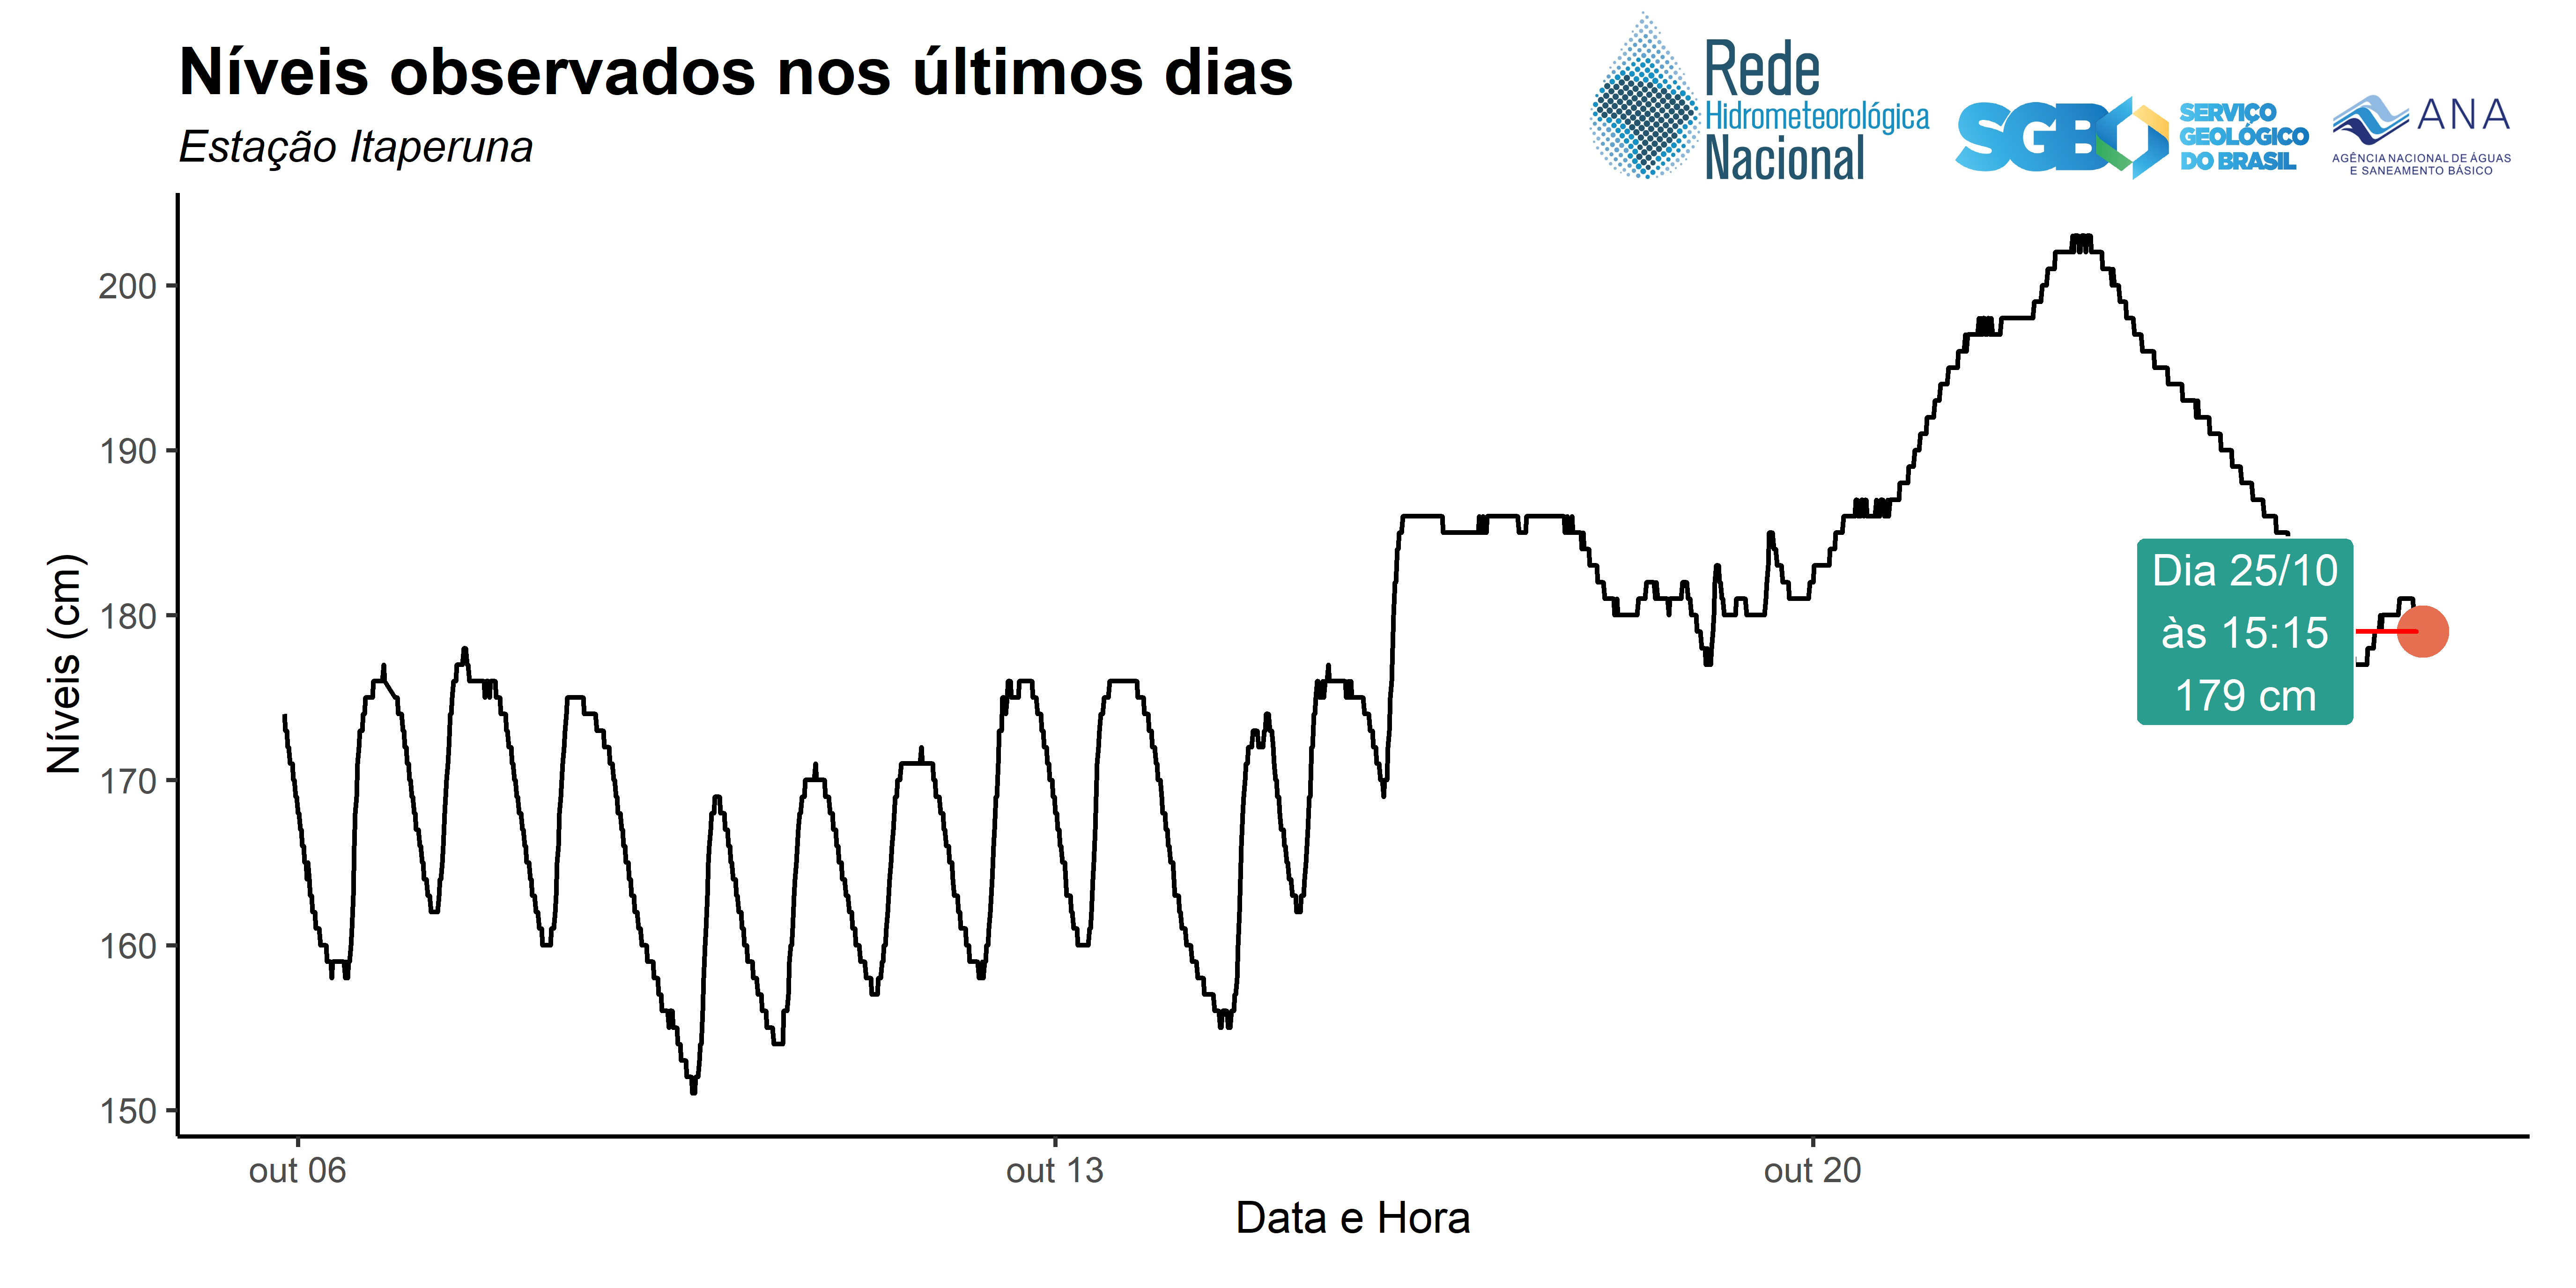 Níveis observados nos últimos dias
Estação Itaperuna
Rede
Hidrometeorológica
Nacional
SGB
SERVIÇO
GEOLÓGICO
DO BRASIL
ANA
AGÊNCIA NACIONAL DE ÁGUAS
E SANEAMENTO BÁSICO
Níveis (cm)
200
190
180
170
160
150
Dia 25/10
às 15:15
179 cm
out 06
out 13
out 20
Data e Hora